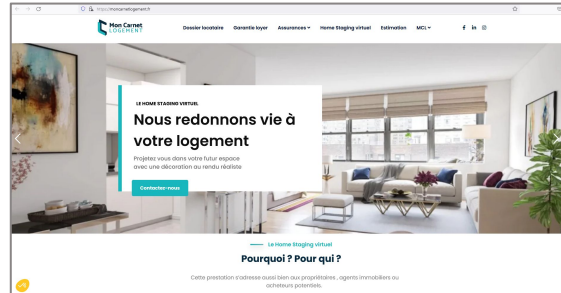 https://moncarnetlogement.fr
Mon Carnet
LOGEMENT
Dossier locataire Garantie loyer Assurances Home Staging virtuel Estimation MCL
LE HOME STAGING VIRTUEL
Nous redonnons vie à
votre logement
Projetez vous dans votre futur espace
avec une décoration au rendu réaliste
Contactez-nous
Le Home Staging virtuel
Pourquoi ? Pour qui ?
Cette prestation s'adresse aussi bien aux propriétaires, agents immobiliers ou
acheteurs potentiels.